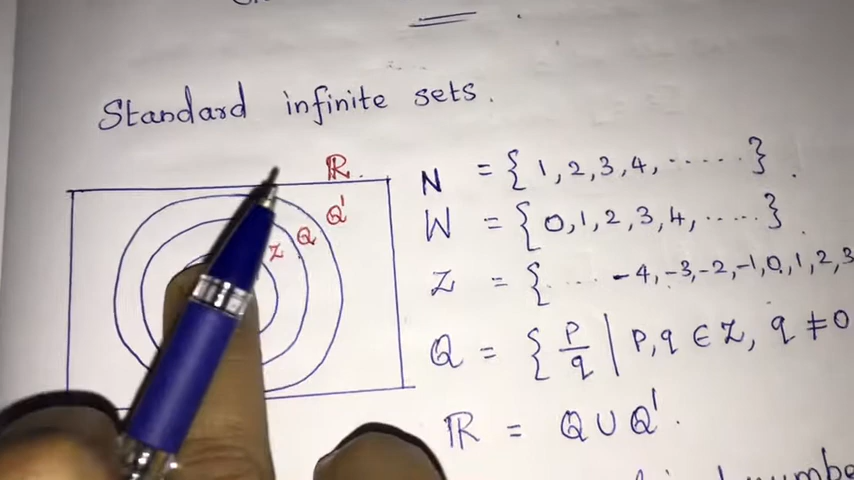 Standard infinite sets.
ℝ.
Q'
Q
Z
N = {1, 2, 3, 4, ..... }.
W = {0, 1, 2, 3, 4, ..... }.
Z = { ..... -4, -3, -2, -1, 0, 1, 2, 3
Q = { p/q | p, q ∈ Z, q ≠ 0
ℝ = Q ∪ Q'.